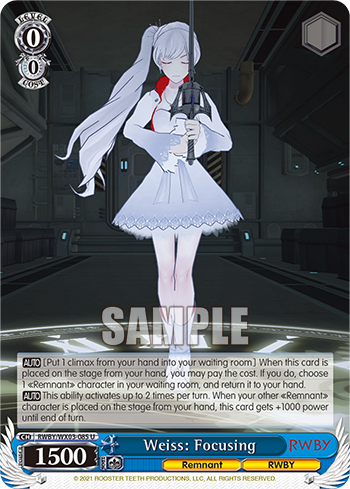 LEVEL
0
0
COST
SAMPLE
AUTO [Put 1 climax from your hand into your waiting room] When this card is
placed on the stage from your hand, you may pay the cost. If you do, choose
1 «Remnant» character in your waiting room, and return it to your hand.
AUTO This ability activates up to 2 times per turn. When your other «Remnant»
character is placed on the stage from your hand, this card gets +1000 power
until end of turn.
CH RWBY/WX03-085 U
Weiss: Focusing
RWBY
POWER
1500
Remnant
RWBY
© 2021 ROOSTER TEETH PRODUCTIONS, LLC, ALL RIGHTS RESERVED.